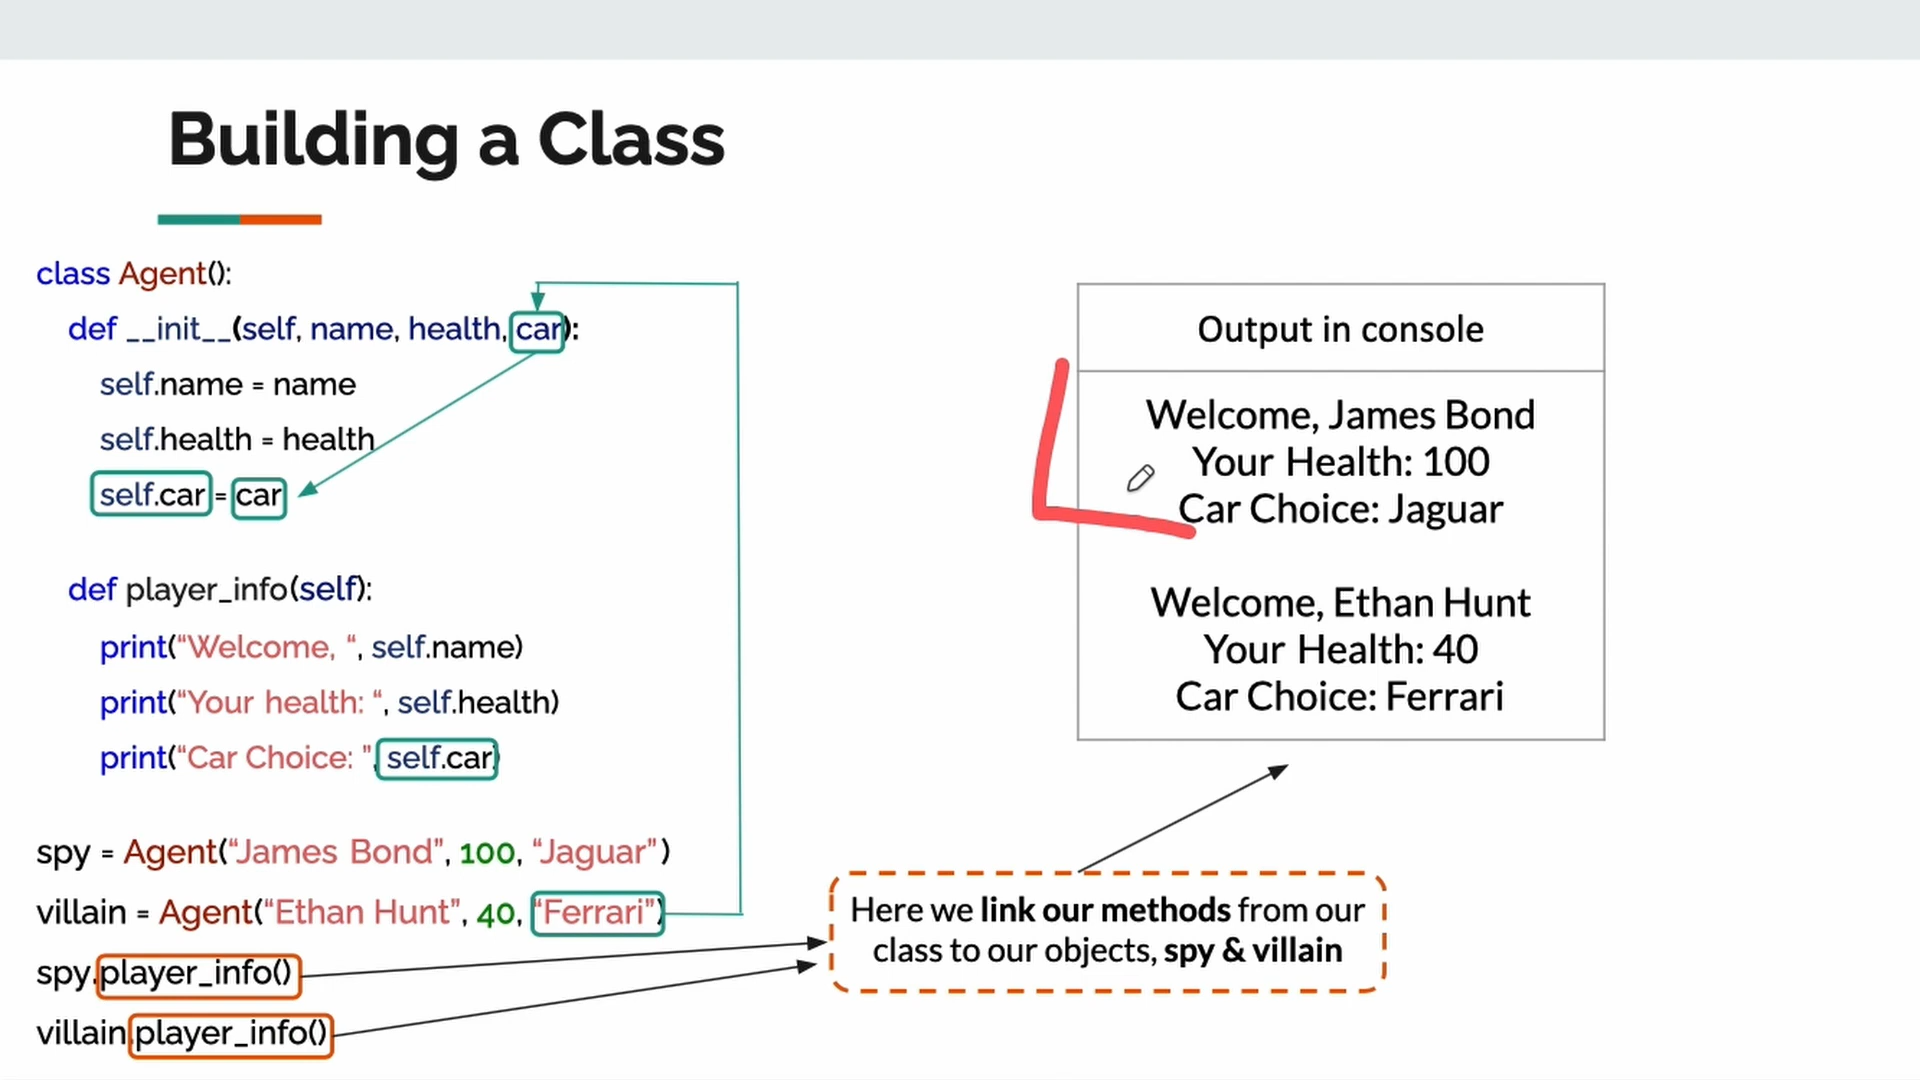 Building a Class
class Agent():
def __init__(self, name, health, car):
self.name = name
self.health = health
self.car = car
def player_info(self):
print(“Welcome, “, self.name)
print(“Your health: “, self.health)
print(“Car Choice: ”, self.car)
spy = Agent(“James Bond”, 100, “Jaguar”)
villain = Agent(“Ethan Hunt”, 40, “Ferrari”)
spy.player_info()
villain.player_info()
Output in console
Welcome, James Bond
Your Health: 100
Car Choice: Jaguar
Welcome, Ethan Hunt
Your Health: 40
Car Choice: Ferrari
Here we link our methods from our
class to our objects, spy & villain